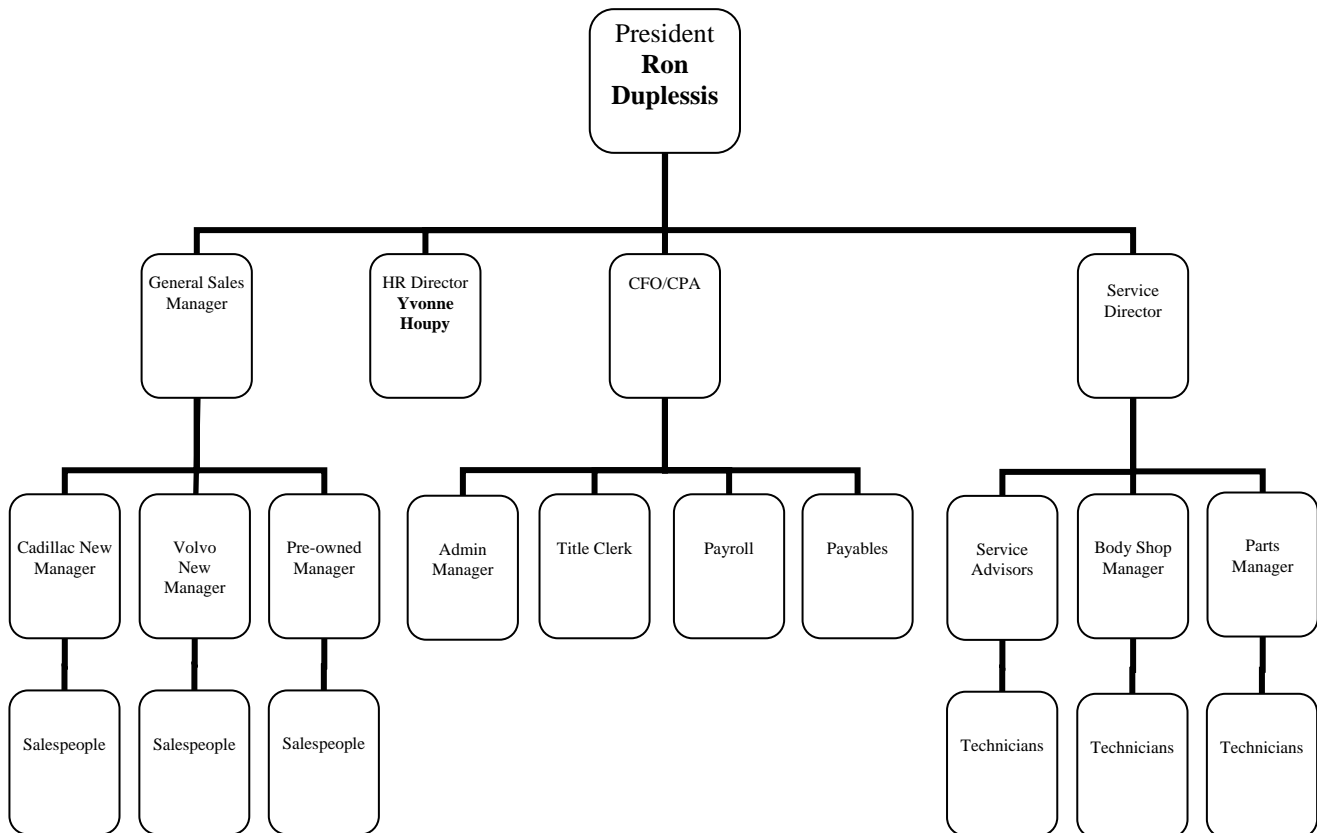 President
Ron
Duplessis
General Sales
Manager
HR Director
Yvonne
Houpy
CFO/CPA
Service
Director
Cadillac New
Manager
Volvo
New
Manager
Pre-owned
Manager
Admin
Manager
Title Clerk
Payroll
Payables
Service
Advisors
Body Shop
Manager
Parts
Manager
Salespeople
Salespeople
Salespeople
Technicians
Technicians
Technicians